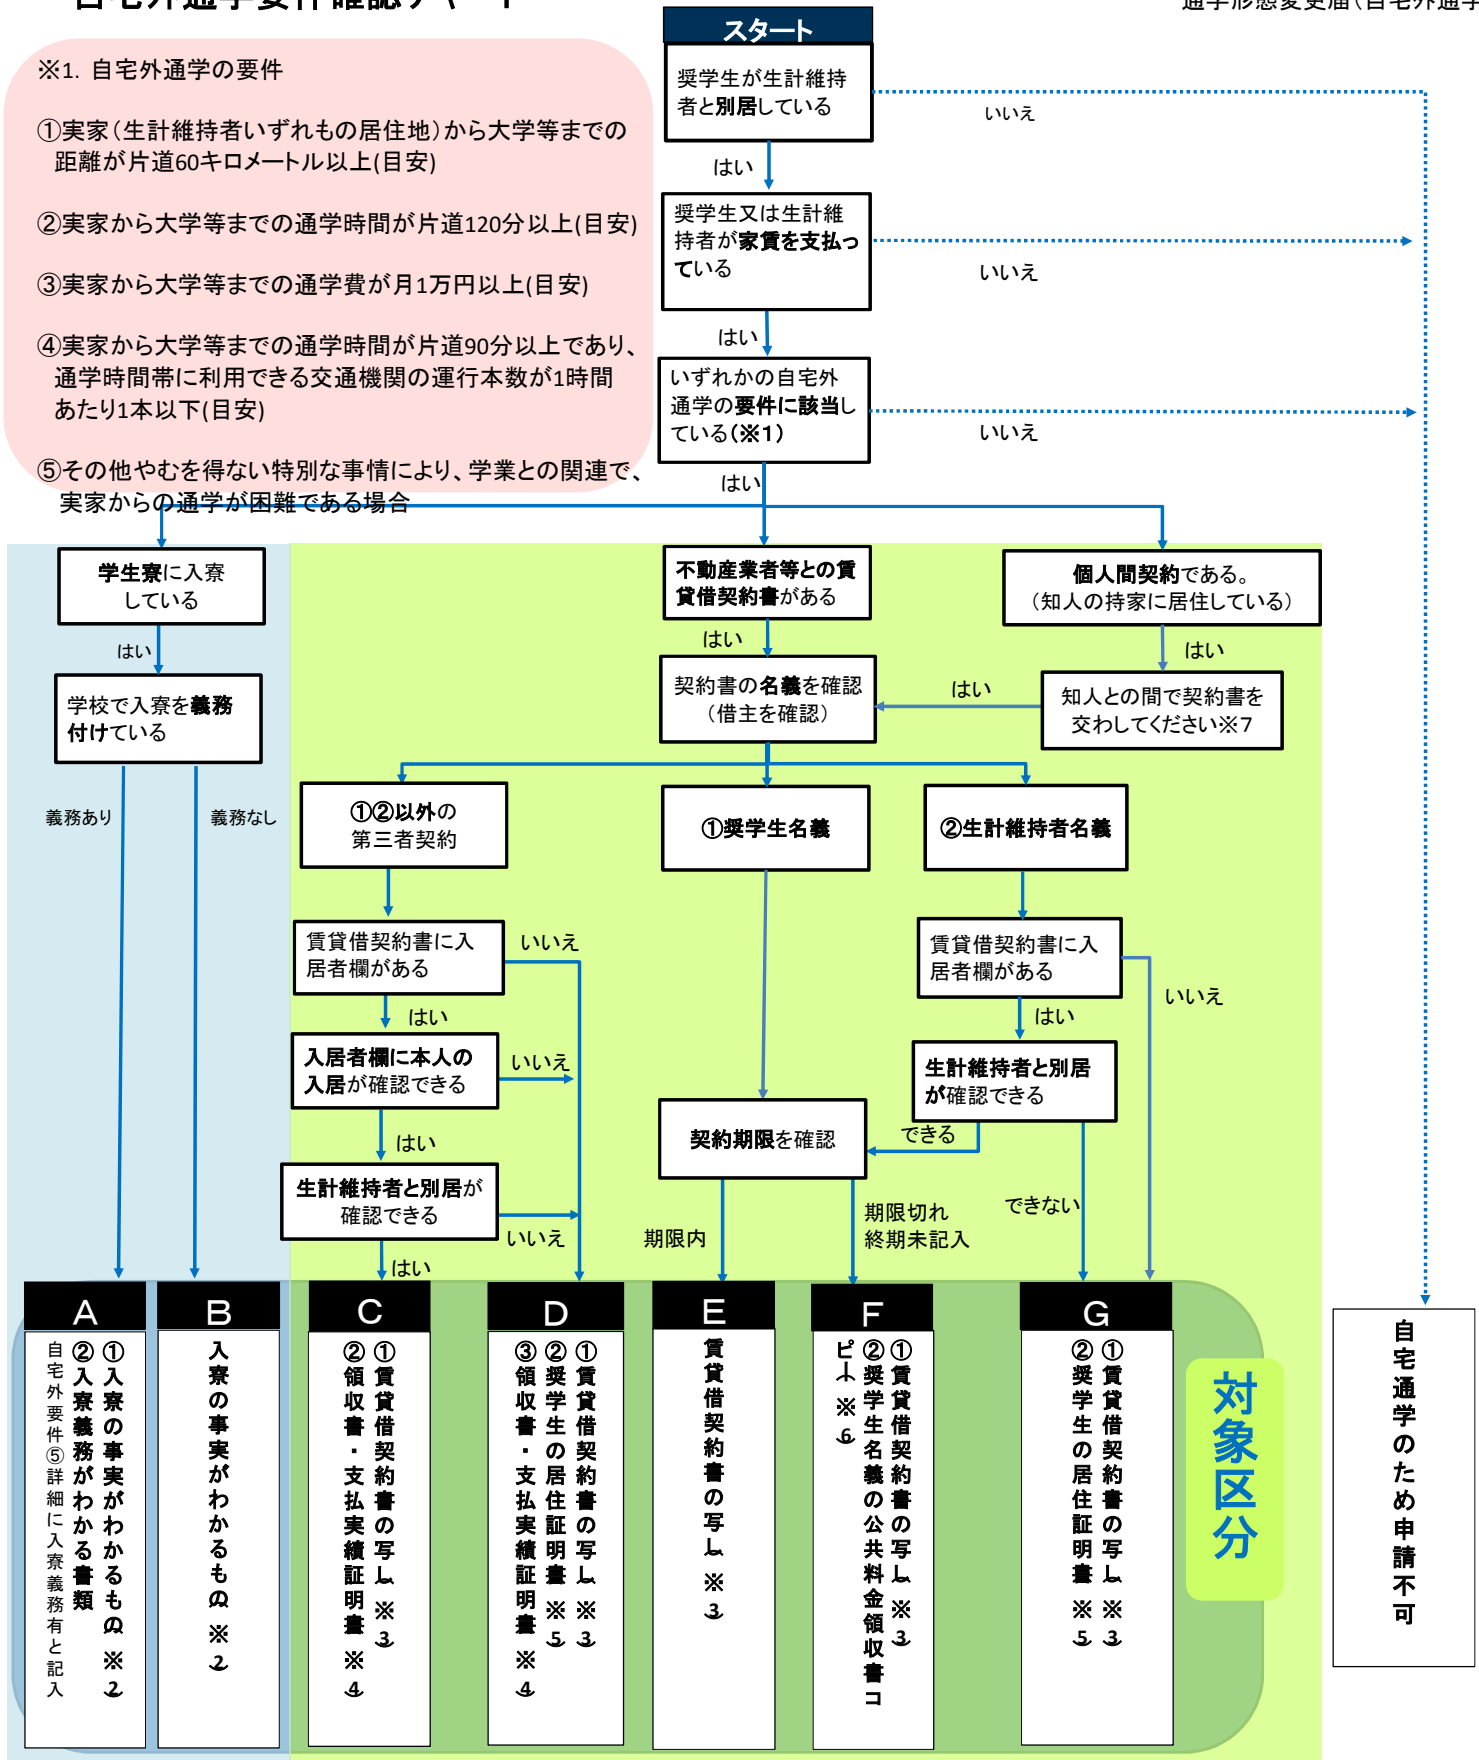 自宅外通学要件確認チャート
通学形態変更届（自宅外通学
※1. 自宅外通学の要件
①実家（生計維持者いずれもの居住地）から大学等までの
距離が片道60キロメートル以上(目安)
②実家から大学等までの通学時間が片道120分以上(目安)
③実家から大学等までの通学費が月1万円以上(目安)
④実家から大学等までの通学時間が片道90分以上であり、
通学時間帯に利用できる交通機関の運行本数が1時間
あたり1本以下(目安)
⑤その他やむを得ない特別な事情により、学業との関連で、
実家からの通学が困難である場合
スタート
奨学生が生計維持
者と別居している
いいえ
はい
奨学生又は生計維
持者が家賃を支払っ
ている
いいえ
はい
いずれかの自宅外
通学の要件に該当し
ている(※1)
いいえ
はい
学生寮に入寮
している
はい
学校で入寮を義務
付けている
義務あり
義務なし
不動産業者等との賃
貸借契約書がある
はい
契約書の名義を確認
（借主を確認）
個人間契約である。
（知人の持家に居住している）
はい
知人との間で契約書を
交わしてください※7
はい
①②以外の
第三者契約
①奨学生名義
②生計維持者名義
賃貸借契約書に入
居者欄がある
いいえ
はい
入居者欄に本人の
入居が確認できる
いいえ
はい
生計維持者と別居が
確認できる
いいえ
はい
賃貸借契約書に入
居者欄がある
いいえ
はい
生計維持者と別居
が確認できる
できる
できない
契約期限を確認
期限内
期限切れ
終期未記入
A
①入寮の事実がわかるもの（※2）
②入寮義務がわかる書類
自宅外要件⑤詳細に入寮義務有と記入
B
入寮の事実がわかるもの（※2）
C
①賃貸借契約書の写し（※3）
②領収書・支払実績証明書（※4）
D
①賃貸借契約書の写し（※3）
②奨学生の居住証明書（※5）
③領収書・支払実績証明書（※4）
E
賃貸借契約書の写し（※3）
F
①賃貸借契約書の写し（※3）
②奨学生名義の公共料金領収書コ
ピー（※6）
G
①賃貸借契約書の写し（※3）
②奨学生の居住証明書（※5）
対象区分
自宅通学のため申請不可